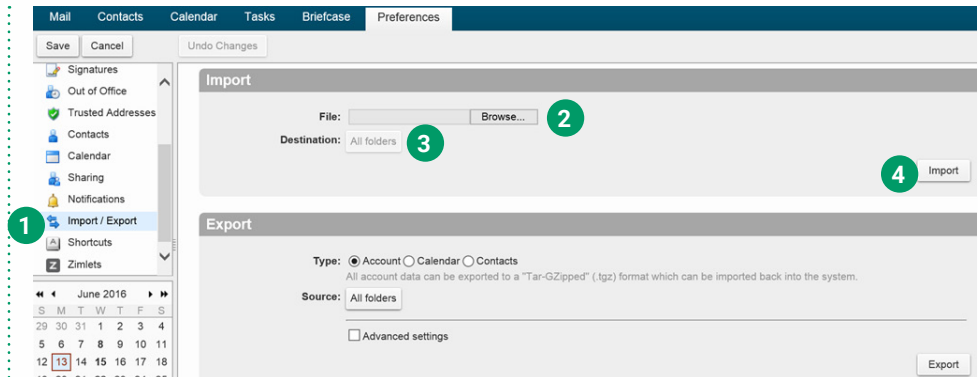 Mail Contacts Calendar Tasks Briefcase Preferences
Save Cancel Undo Changes
Signatures
Out of Office
Trusted Addresses
Contacts
Calendar
Sharing
Notifications
1 Import / Export
A Shortcuts
Z Zimlets
June 2016
S M T W T F S
29 30 31 1 2 3 4
5 6 7 8 9 10 11
12 13 14 15 16 17 18
Import
File: Browse... 2
Destination: All folders 3
4 Import
Export
Type: Account Calendar Contacts
All account data can be exported to a "Tar-GZipped" (.tgz) format which can be imported back into the system.
Source: All folders
Advanced settings
Export